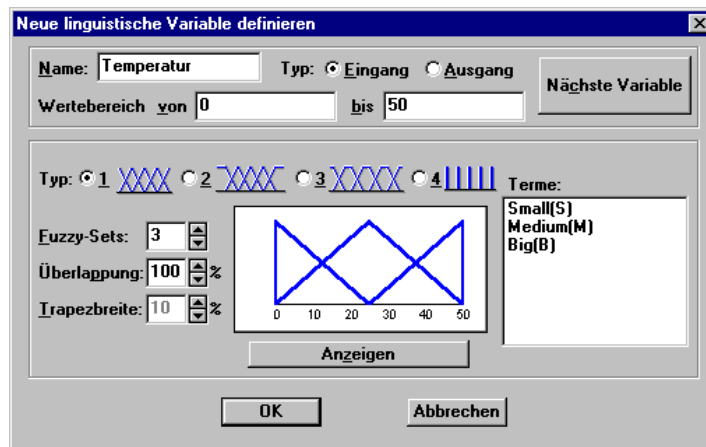 Neue linguistische Variable definieren
Name: Temperatur Typ: Eingang Ausgang
Nächste Variable
Wertebereich von 0 bis 50
Typ: 1 2 3 4 Terme:
Small(S)
Medium(M)
Big(B)
Fuzzy-Sets: 3
Überlappung: 100 %
Trapezbreite: 10 %
0 10 20 30 40 50
Anzeigen
OK Abbrechen